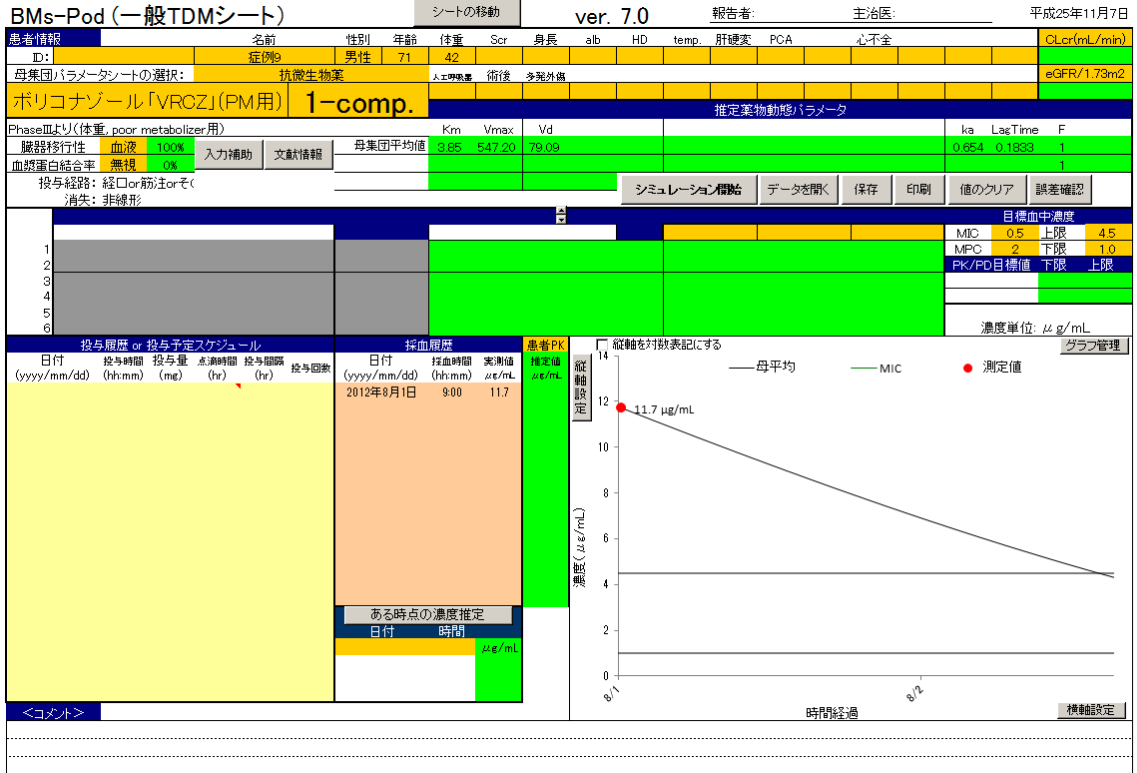 BMs-Pod (一般TDMシート) シートの移動 ver. 7.0 報告者: 主治医: 平成25年11月7日
患者情報 名前 性別 年齢 体重 Scr 身長 alb HD temp. 肝硬変 PCA 心不全 CLcr(mL/min)
ID: 症例9 男性 71 42
母集団パラメータシートの選択: 抗微生物薬 人工呼吸器 術後 多発外傷 eGFR/1.73m2
ボリコナゾール「VRCZ」(PM用) 1-comp. 推定薬物動態パラメータ
PhaseⅢより(体重, poor metabolizer用) Km Vmax Vd ka LagTime F
臓器移行性 血液 100% 入力補助 文献情報 母集団平均値 3.85 547.20 79.09 0.654 0.1833 1
血漿蛋白結合率 無視 0% 1
投与経路: 経口or筋注orそ(
消失: 非線形 シミュレーション開始 データを開く 保存 印刷 値のクリア 誤差確認
目標血中濃度
MIC 0.5 上限 4.5
1 MPC 2 下限 1.0
2 PK/PD目標値 下限 上限
3
4
5
6 濃度単位: μg/mL
投与履歴 or 投与予定スケジュール 採血履歴 患者PK 縦軸を対数表記にする グラフ管理
日付 投与時間 投与量 点滴時間 投与間隔 投与回数 日付 採血時間 実測値 推定値
(yyyy/mm/dd) (hh:mm) (mg) (hr) (hr) (yyyy/mm/dd) (hh:mm) μg/mL μg/mL
2012年8月1日 9:00 11.7
縦軸設定
母平均 MIC 測定値
14
12
11.7 μg/mL
10
8
6
4
2
0
濃度(μg/mL)
8/1 8/2
時間経過
横軸設定
ある時点の濃度推定
日付 時間
μg/mL
<コメント>